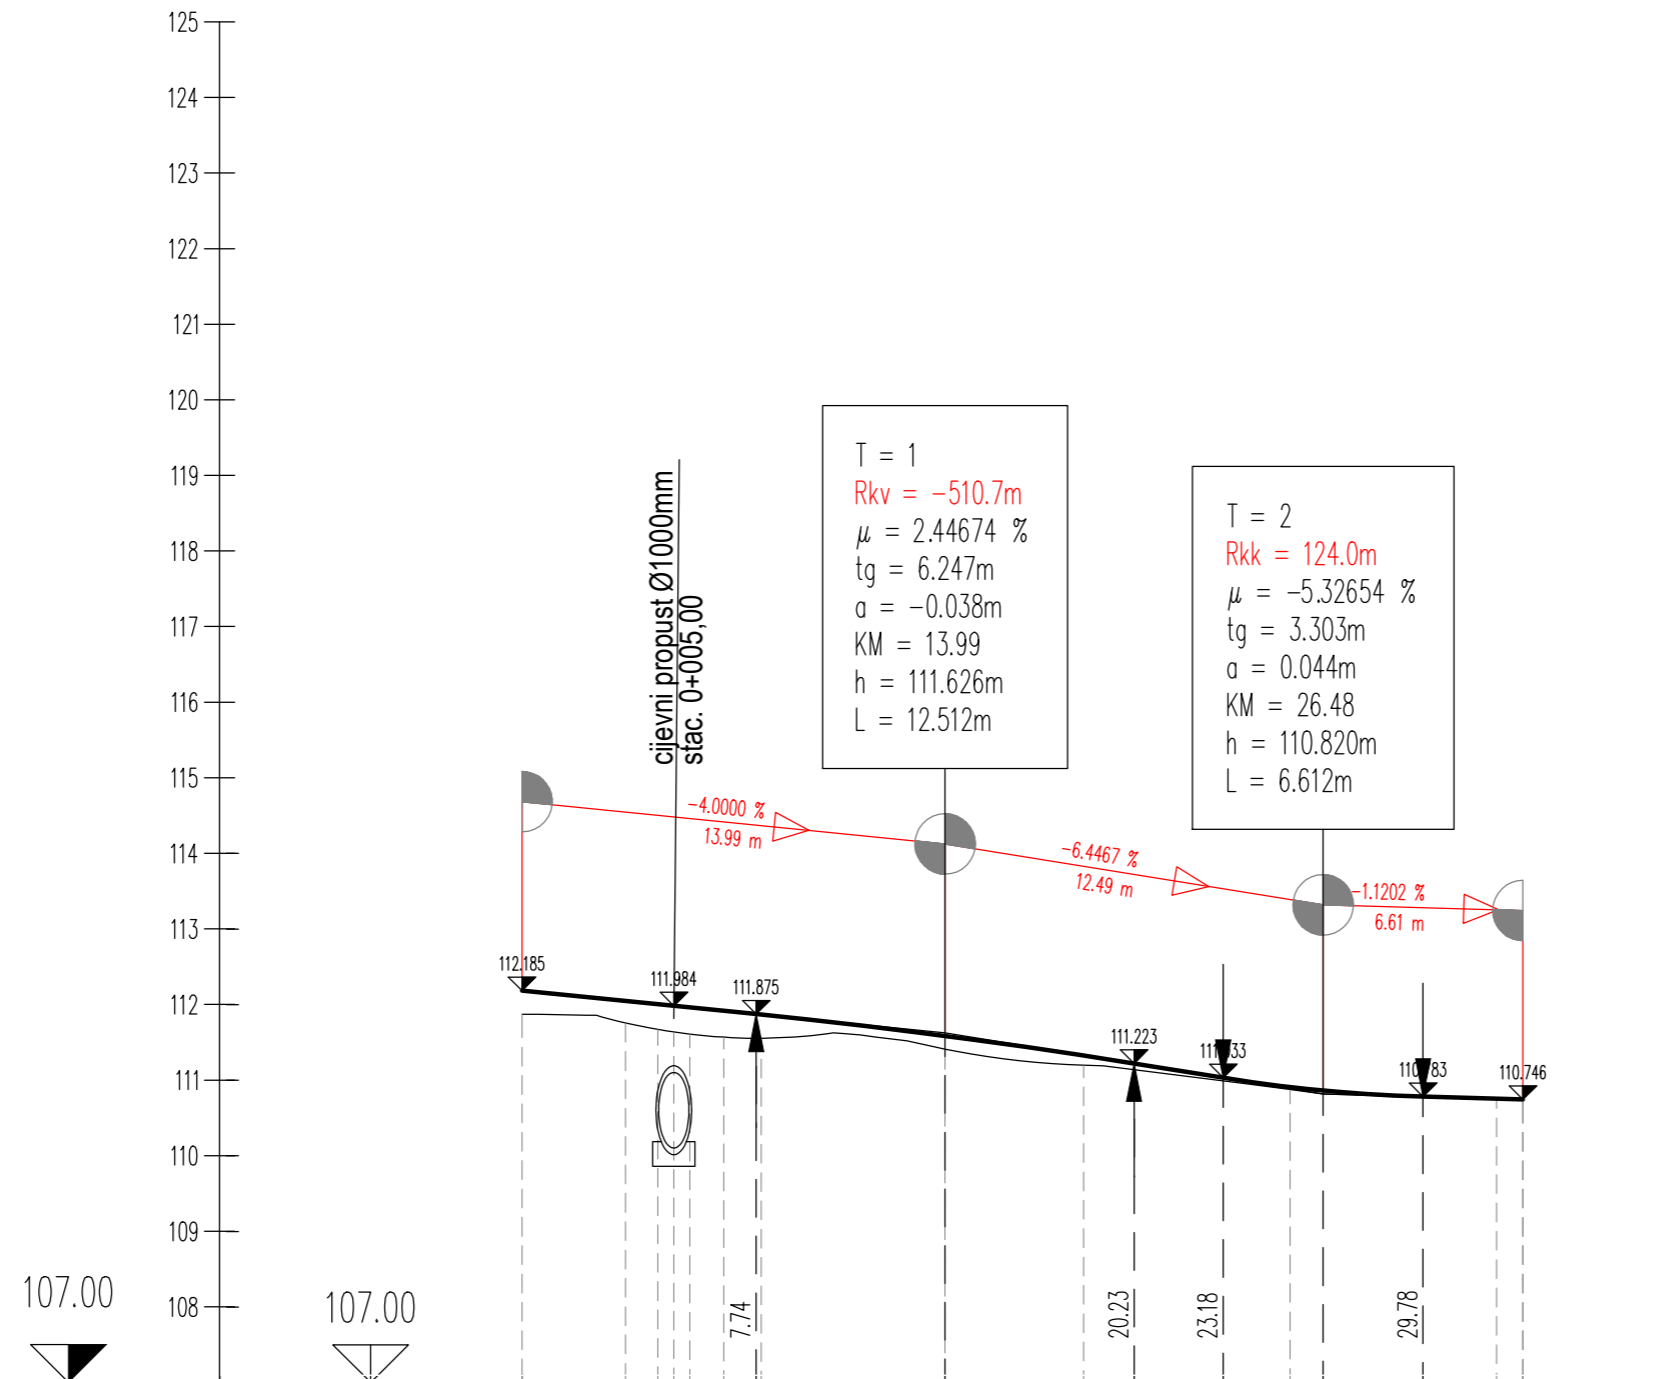 125
124
123
122
121
120
119
118
117
116
115
114
113
112
111
110
109
108
107.00
107.00
cijevni propust Ø1000mm
stac. 0+005,00
T = 1
Rkv = -510.7m
μ = 2.44674 %
tg = 6.247m
a = -0.038m
KM = 13.99
h = 111.626m
L = 12.512m
T = 2
Rkk = 124.0m
μ = -5.32654 %
tg = 3.303m
a = 0.044m
KM = 26.48
h = 110.820m
L = 6.612m
-4.0000 %
13.99 m
-6.4467 %
12.49 m
-1.1202 %
6.61 m
112.185
111.984
111.875
111.223
110.746
7.74
20.23
23.18
29.78